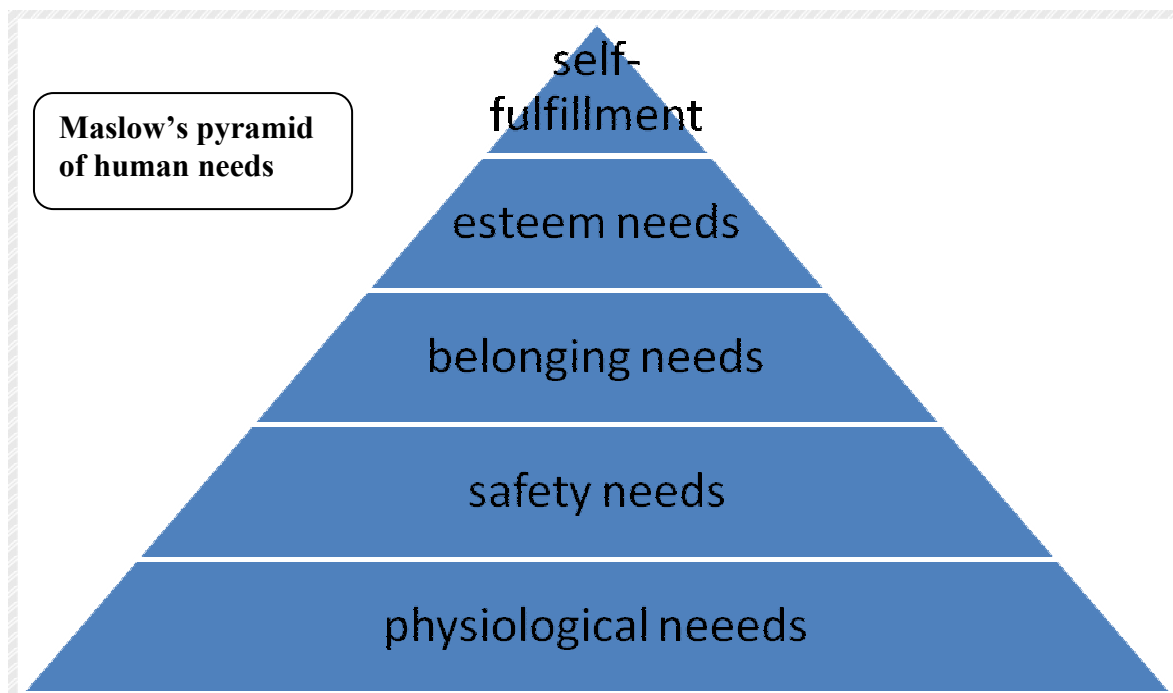 self-
fulfillment
Maslow’s pyramid
of human needs
esteem needs
belonging needs
safety needs
physiological neeeds